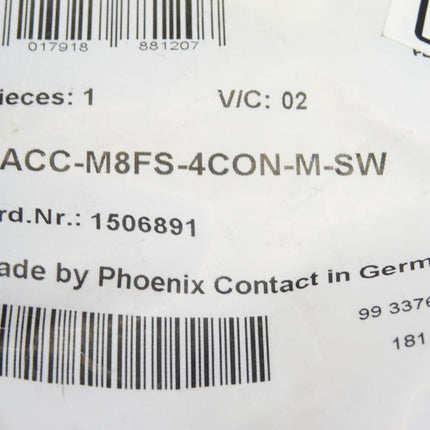 017918 881207
ieces: 1 V/C: 02
ACC-M8FS-4CON-M-SW
rd.Nr.: 1506891
ade by Phoenix Contact in Germ
99 3376
181